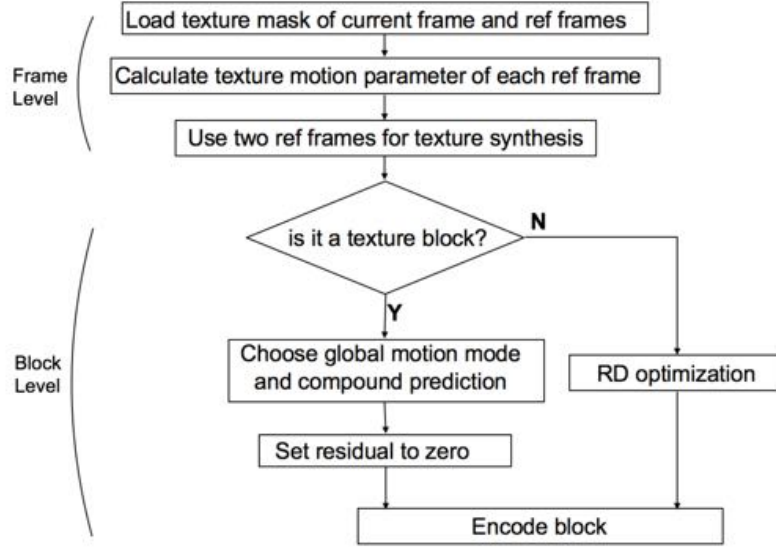 Load texture mask of current frame and ref frames
Frame
Level
Calculate texture motion parameter of each ref frame
Use two ref frames for texture synthesis
is it a texture block?
N
Y
Block
Level
Choose global motion mode
and compound prediction
RD optimization
Set residual to zero
Encode block